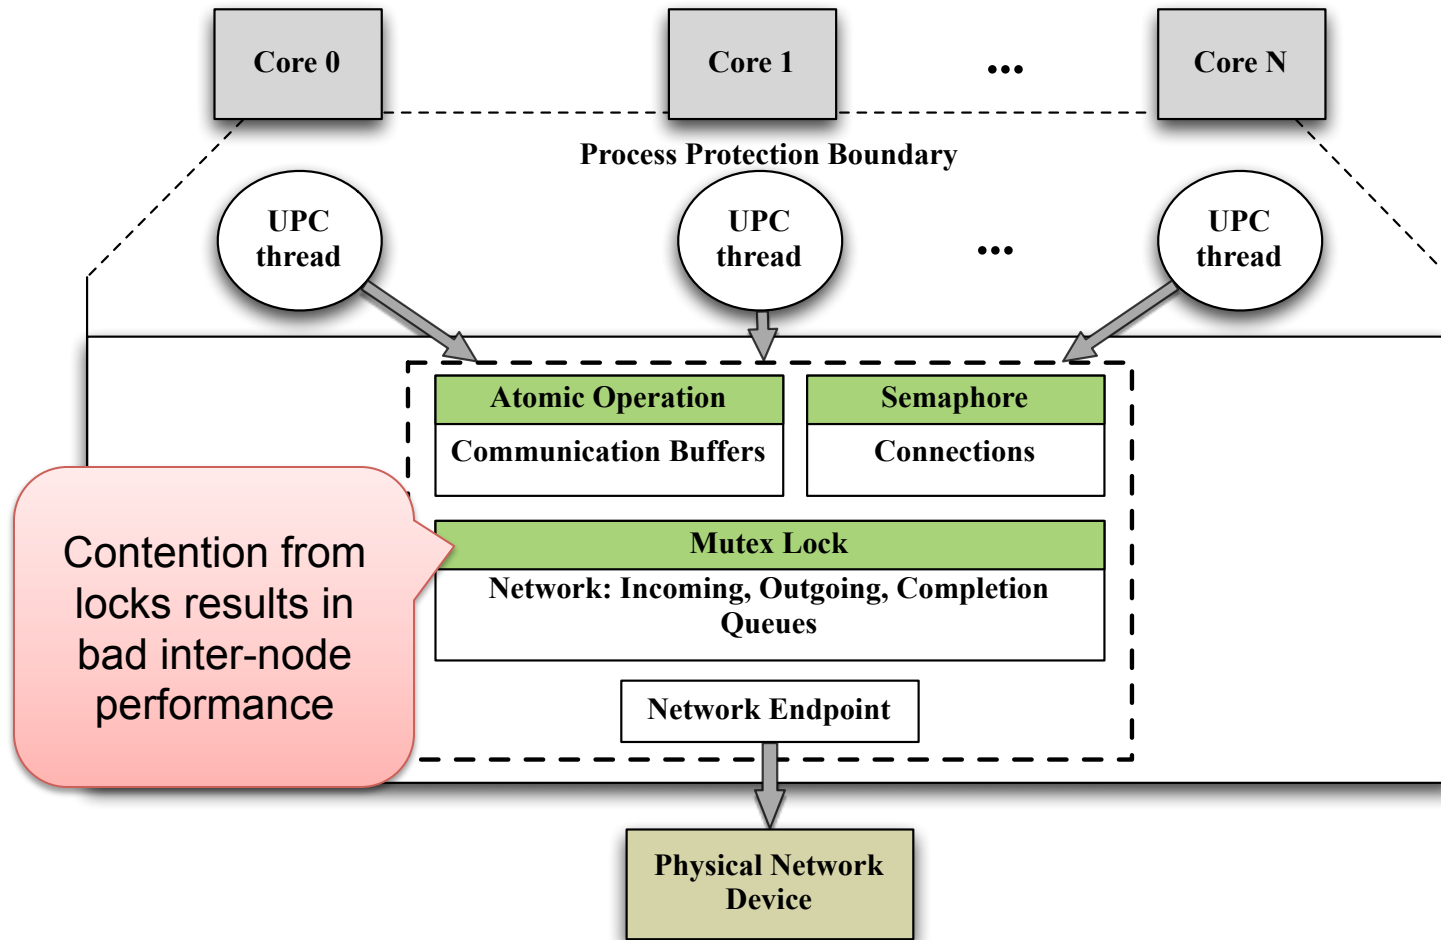 Core 0
Core 1
...
Core N
Process Protection Boundary
UPC
thread
UPC
thread
...
UPC
thread
Atomic Operation
Communication Buffers
Semaphore
Connections
Mutex Lock
Network: Incoming, Outgoing, Completion
Queues
Contention from
locks results in
bad inter-node
performance
Network Endpoint
Physical Network
Device